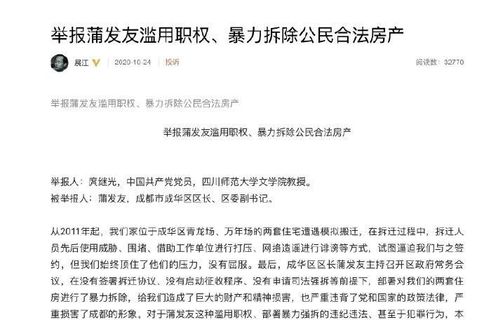 举报蒲发友滥用职权、暴力拆除公民合法房产
2020-10-24 投诉 阅读数：32770
举报蒲发友滥用职权、暴力拆除公民合法房产
举报蒲发友滥用职权、暴力拆除公民合法房产
举报人：龚继光，中国共产党党员，四川师范大学文学院教授。
被举报人：蒲发友，成都市成华区区长、区委副书记。
从2011年起，我们家位于成华区青龙场、万年场的两套住宅遭遇模拟搬迁，在拆迁过程中，拆迁人
员先后使用威胁、围堵、借助工作单位进行打压、网络造谣进行诽谤等方式，试图逼迫我们与之签
约，但我们始终顶住了他们的压力，没有屈服。最后，成华区区长蒲发友主持召开区政府常务会
议，在没有签署拆迁协议、没有启动征收程序、没有申请司法强拆等前提下，部署对我们的两套住
房进行了暴力拆除，给我们造成了巨大的财产和精神损害，也严重违背了党和国家的政策法律，严
重损害了成都的形象。对于蒲发友这种滥用职权、部署暴力强拆的违纪违法、甚至于犯罪行为，本